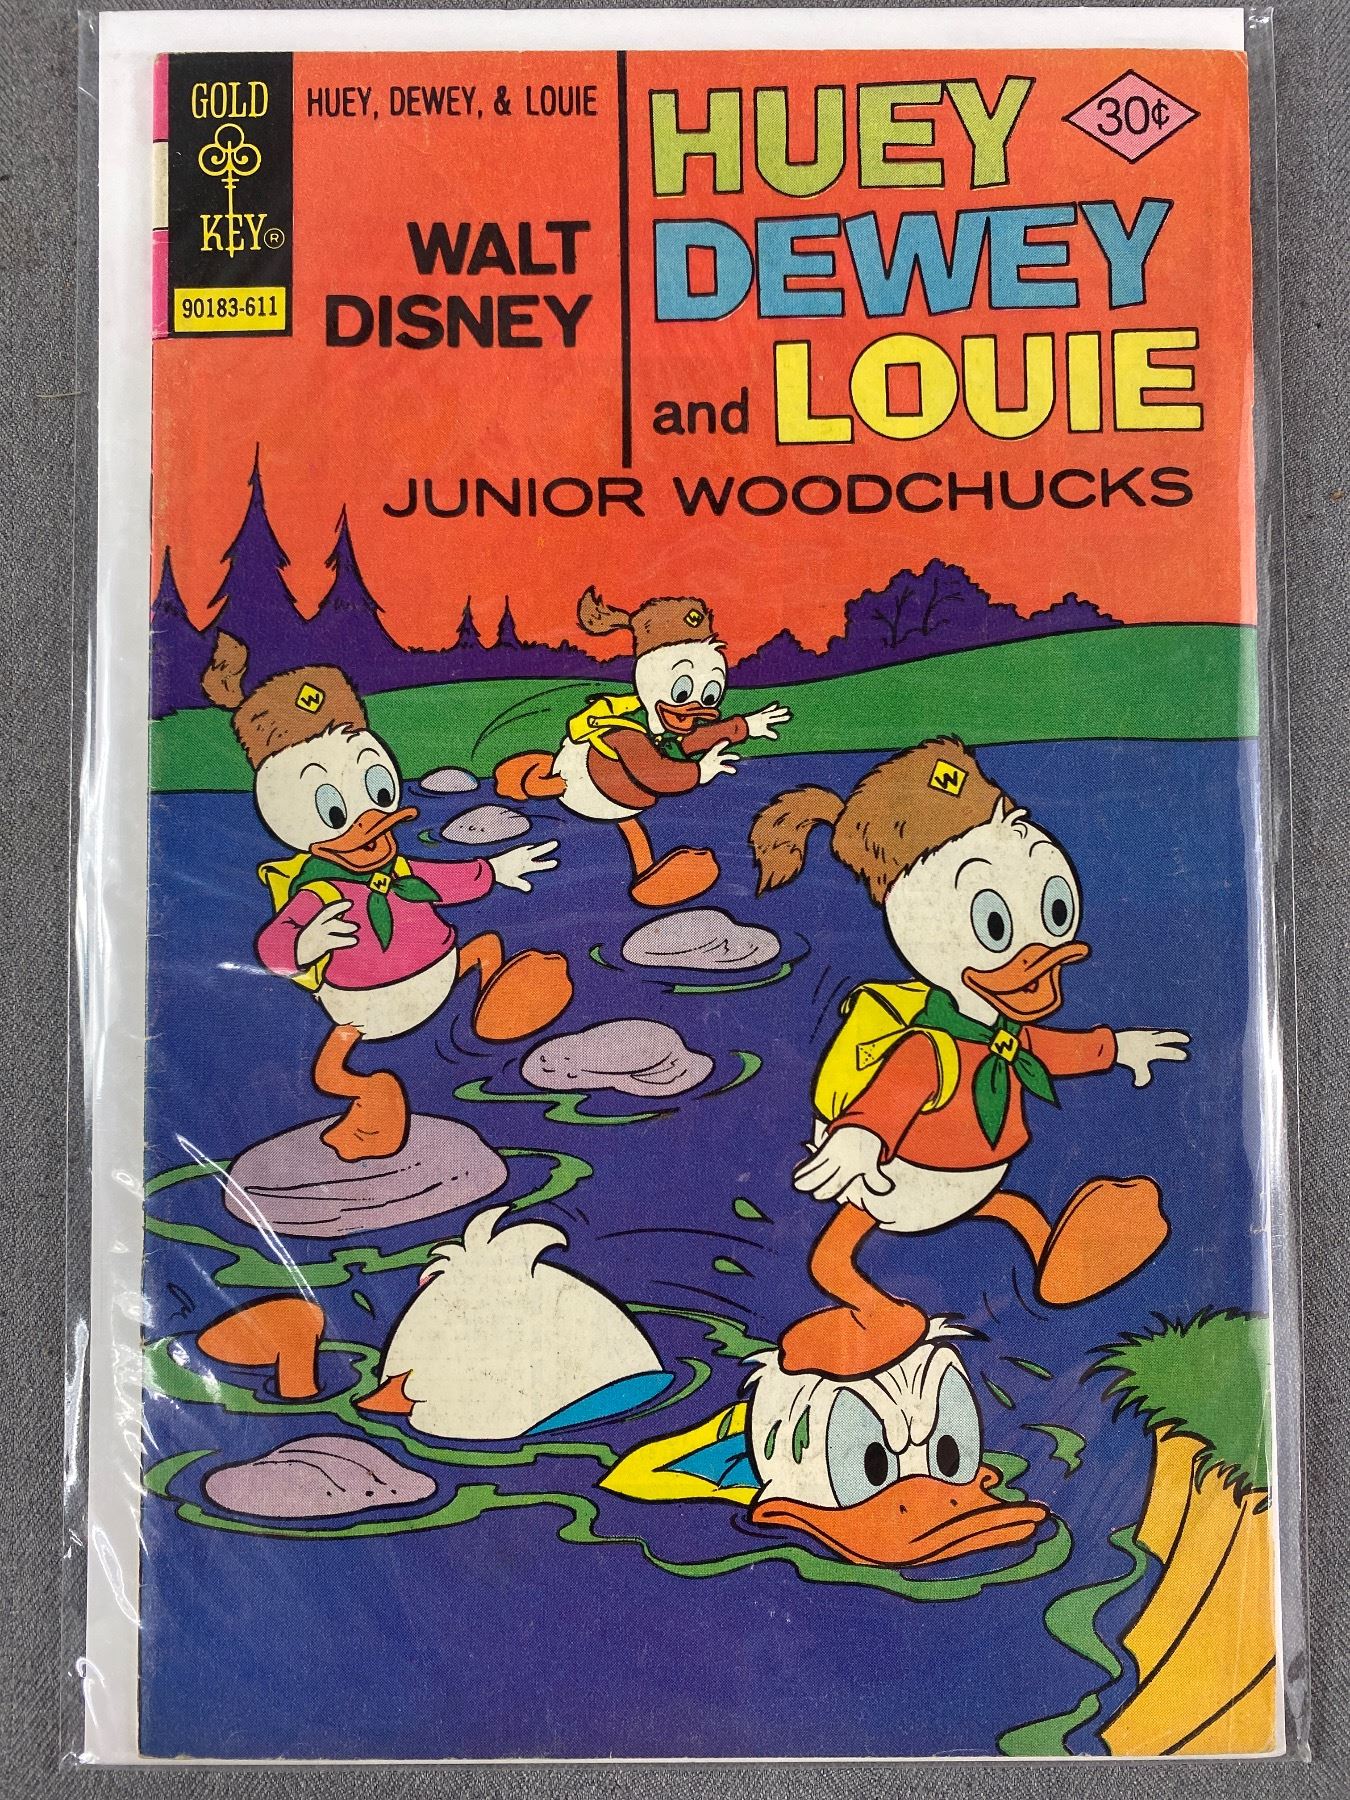 GOLD
KEY®
90183-611
HUEY, DEWEY, & LOUIE
WALT
DISNEY
HUEY
DEWEY
and LOUIE
30¢
JUNIOR WOODCHUCKS
W
W
W
W
W